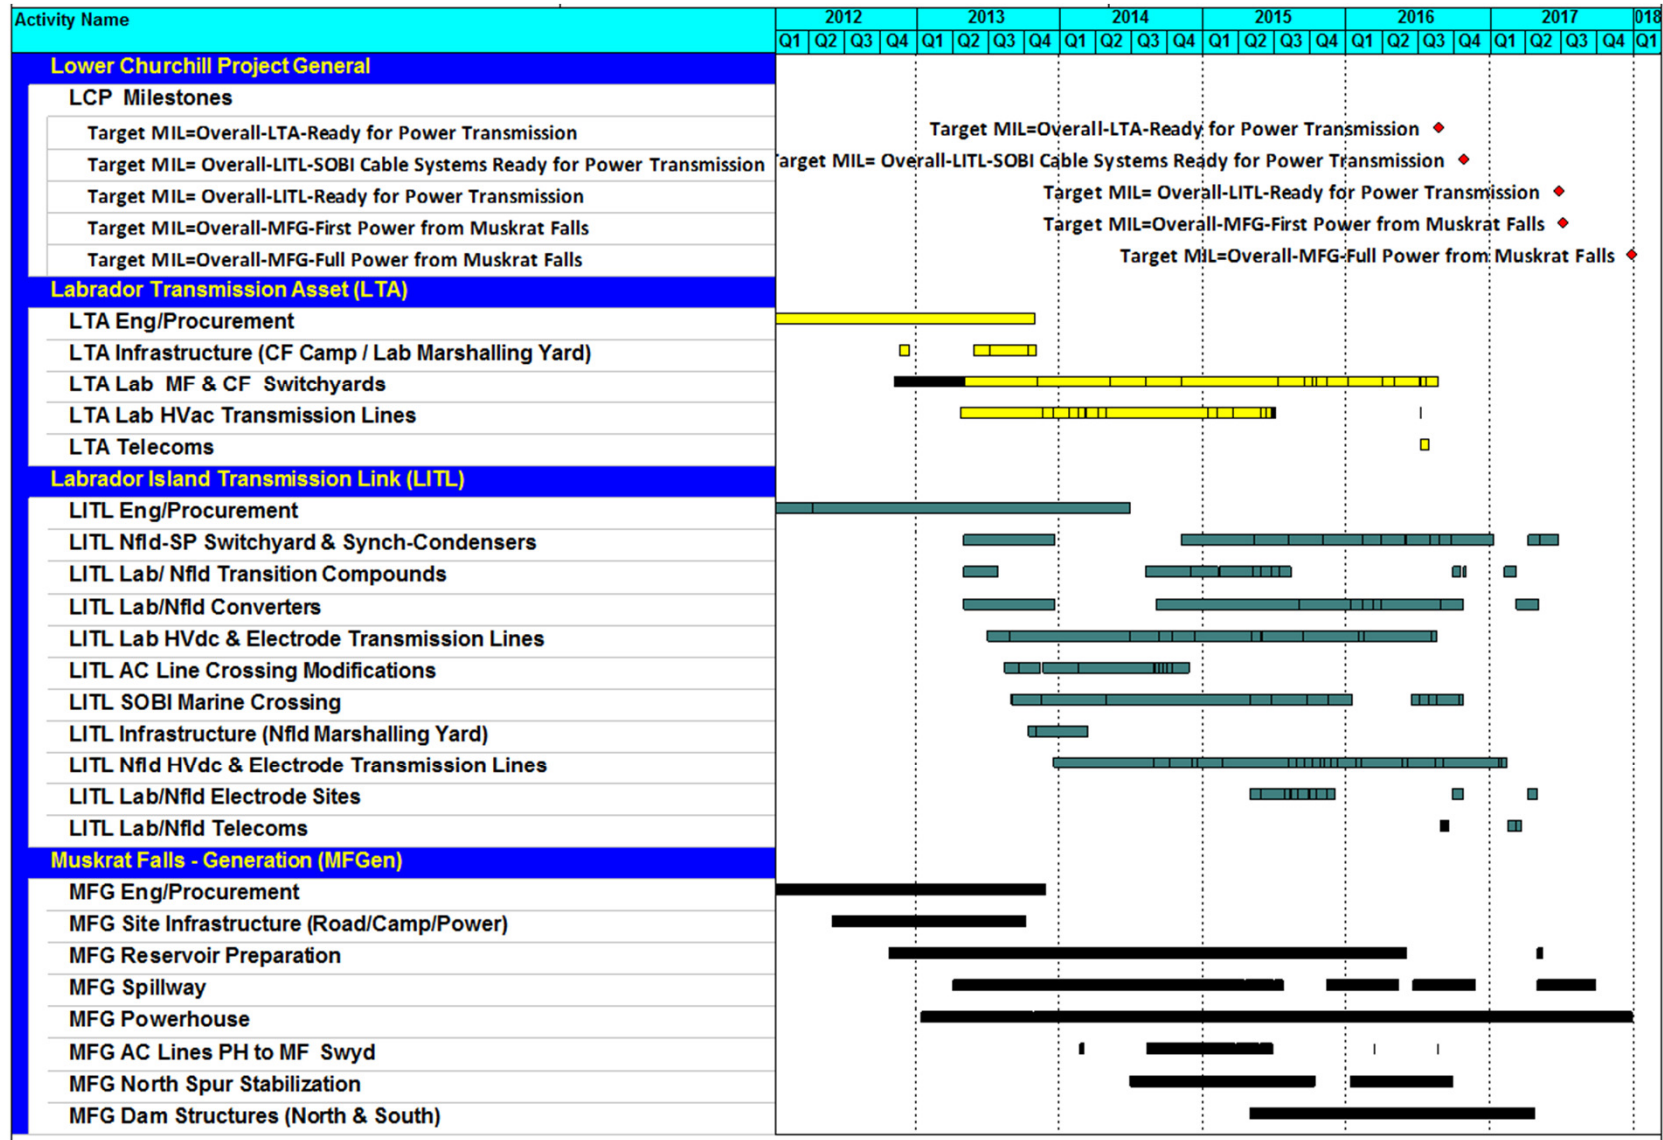 Activity Name 2012 2013 2014 2015 2016 2017 018
Q1 Q2 Q3 Q4 Q1 Q2 Q3 Q4 Q1 Q2 Q3 Q4 Q1 Q2 Q3 Q4 Q1 Q2 Q3 Q4 Q1 Q2 Q3 Q4 Q1
Lower Churchill Project General
LCP Milestones
Target MIL=Overall-LTA-Ready for Power Transmission Target MIL=Overall-LTA-Ready for Power Transmission
Target MIL= Overall-LITL-SOBI Cable Systems Ready for Power Transmission arget MIL= Overall-LITL-SOBI Cable Systems Ready for Power Transmission
Target MIL= Overall-LITL-Ready for Power Transmission Target MIL= Overall-LITL-Ready for Power Transmission
Target MIL=Overall-MFG-First Power from Muskrat Falls Target MIL=Overall-MFG-First Power from Muskrat Falls
Target MIL=Overall-MFG-Full Power from Muskrat Falls Target MIL=Overall-MFG-Full Power from Muskrat Falls
Labrador Transmission Asset (LTA)
LTA Eng/Procurement
LTA Infrastructure (CF Camp / Lab Marshalling Yard)
LTA Lab MF & CF Switchyards
LTA Lab HVac Transmission Lines
LTA Telecoms
Labrador Island Transmission Link (LITL)
LITL Eng/Procurement
LITL Nfld-SP Switchyard & Synch-Condensers
LITL Lab/ Nfld Transition Compounds
LITL Lab/Nfld Converters
LITL Lab HVdc & Electrode Transmission Lines
LITL AC Line Crossing Modifications
LITL SOBI Marine Crossing
LITL Infrastructure (Nfld Marshalling Yard)
LITL Nfld HVdc & Electrode Transmission Lines
LITL Lab/Nfld Electrode Sites
LITL Lab/Nfld Telecoms
Muskrat Falls - Generation (MFGen)
MFG Eng/Procurement
MFG Site Infrastructure (Road/Camp/Power)
MFG Reservoir Preparation
MFG Spillway
MFG Powerhouse
MFG AC Lines PH to MF Swyd
MFG North Spur Stabilization
MFG Dam Structures (North & South)